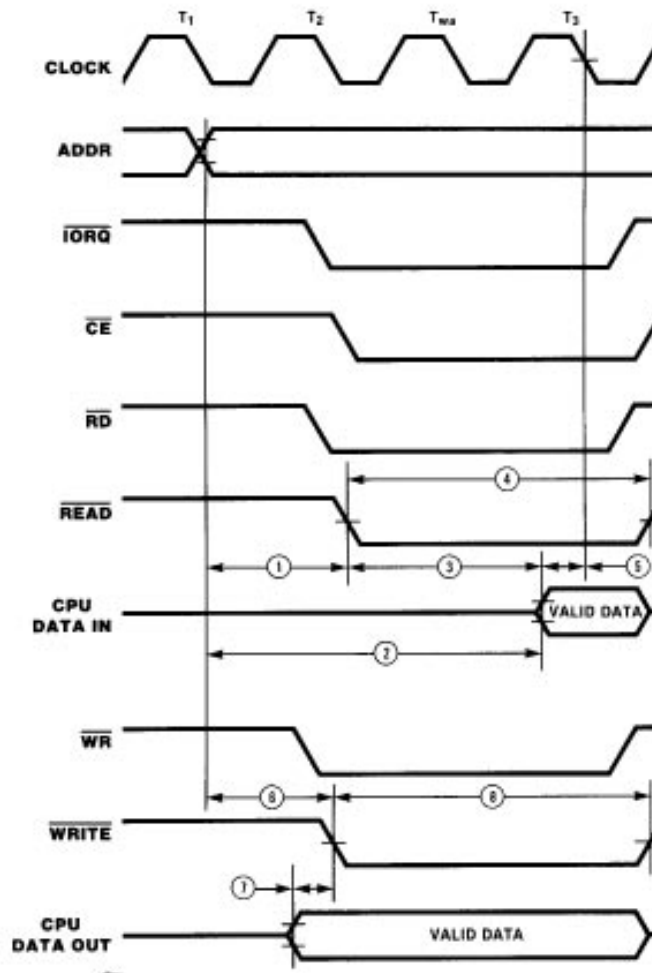 T1 T2 Twa T3
CLOCK
ADDR
IORQ
CE
RD
4
READ
1 3 5
CPU
DATA IN
VALID DATA
2
WR
6 8
WRITE
7
CPU
DATA OUT
VALID DATA